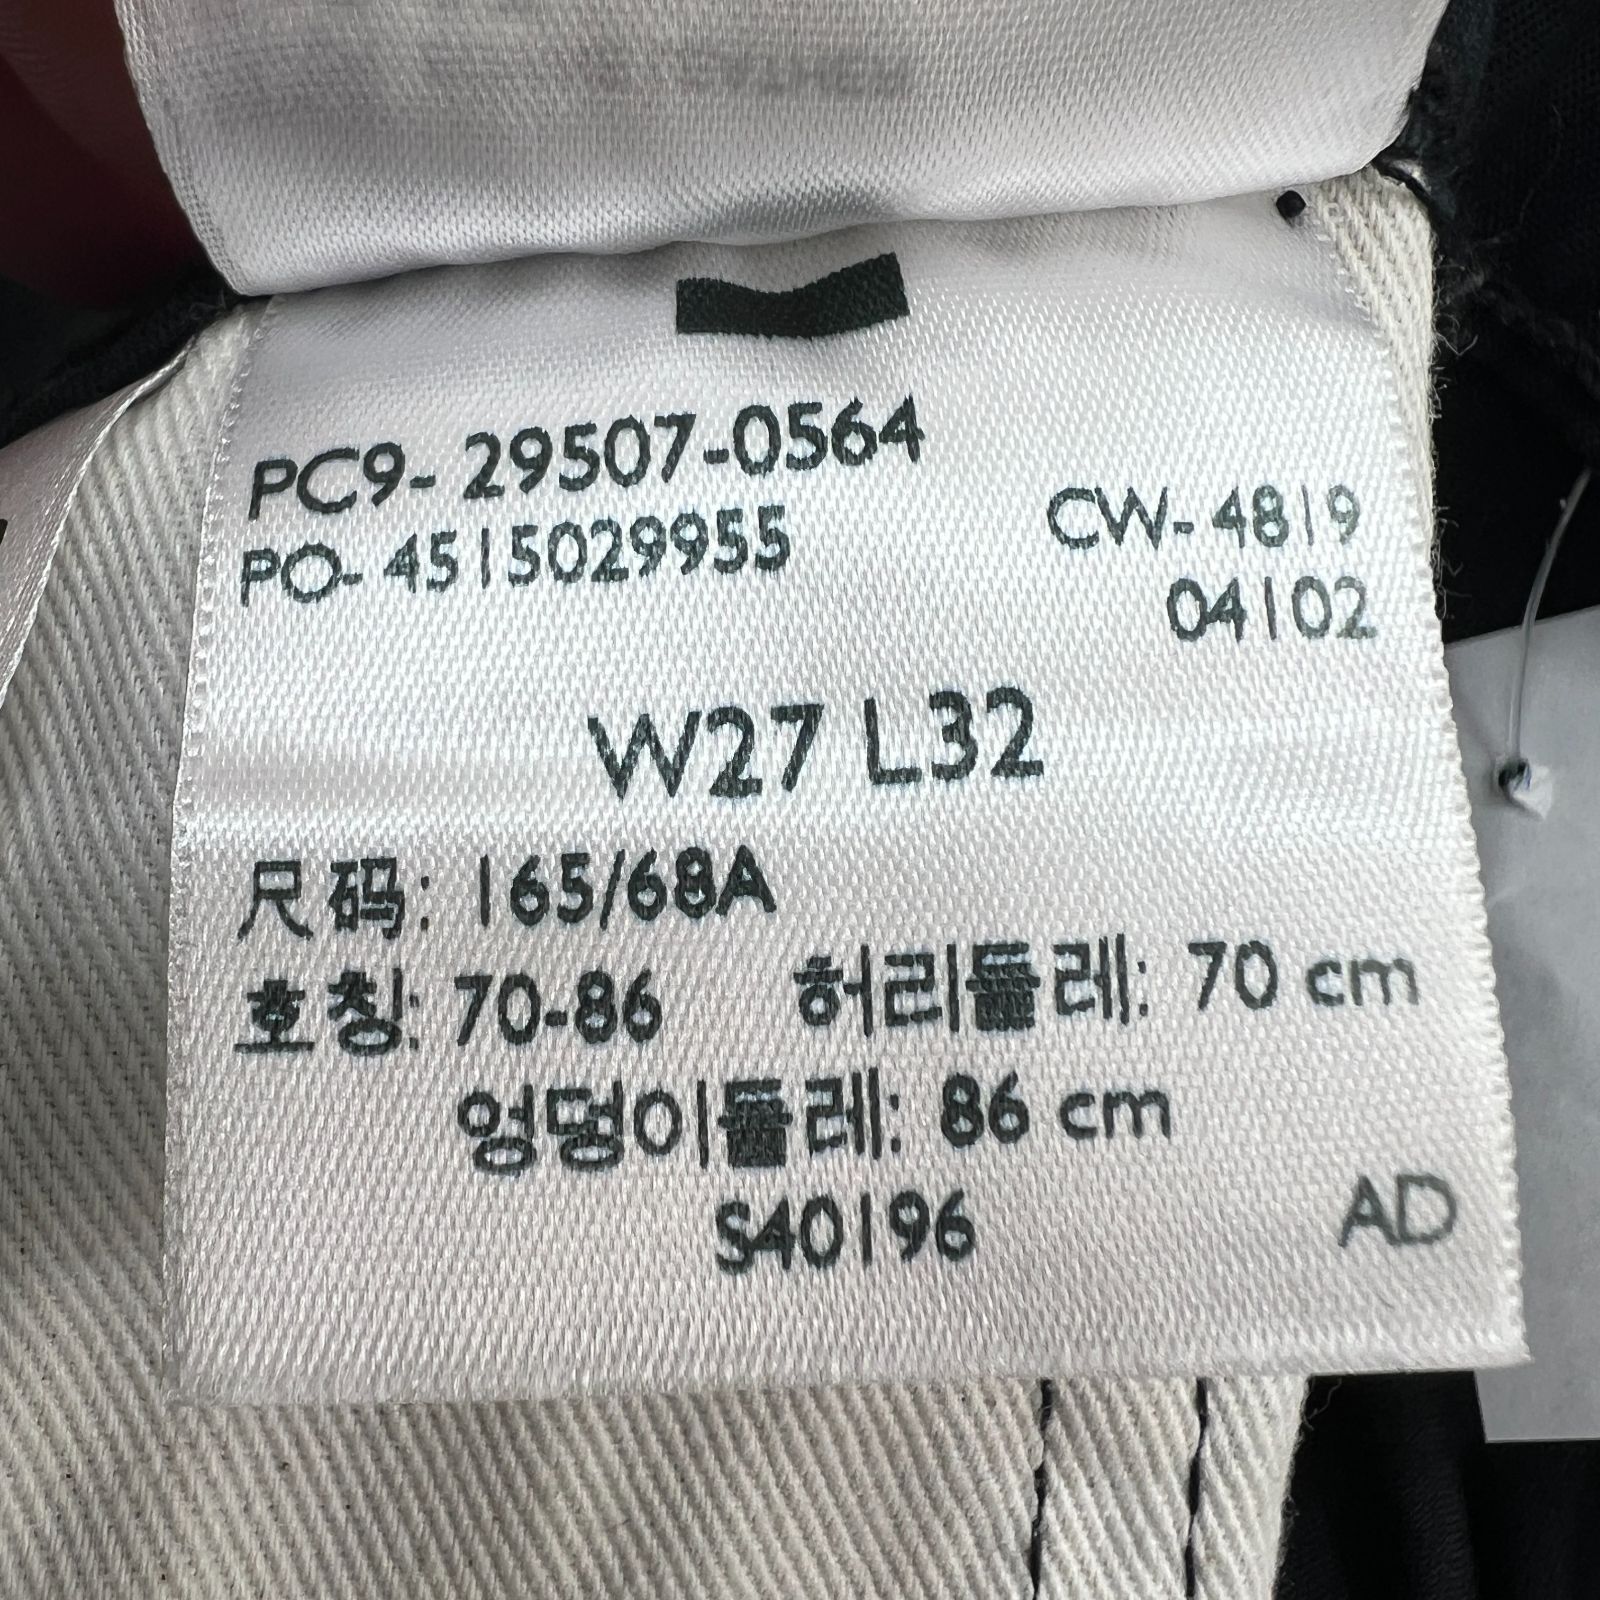 PC9-29507-0564
PO-4515029955 CW-4819
04102
W27 L32
尺码: 165/68A
호칭: 70-86 허리둘레: 70 cm
엉덩이둘레: 86 cm
S40196 AD